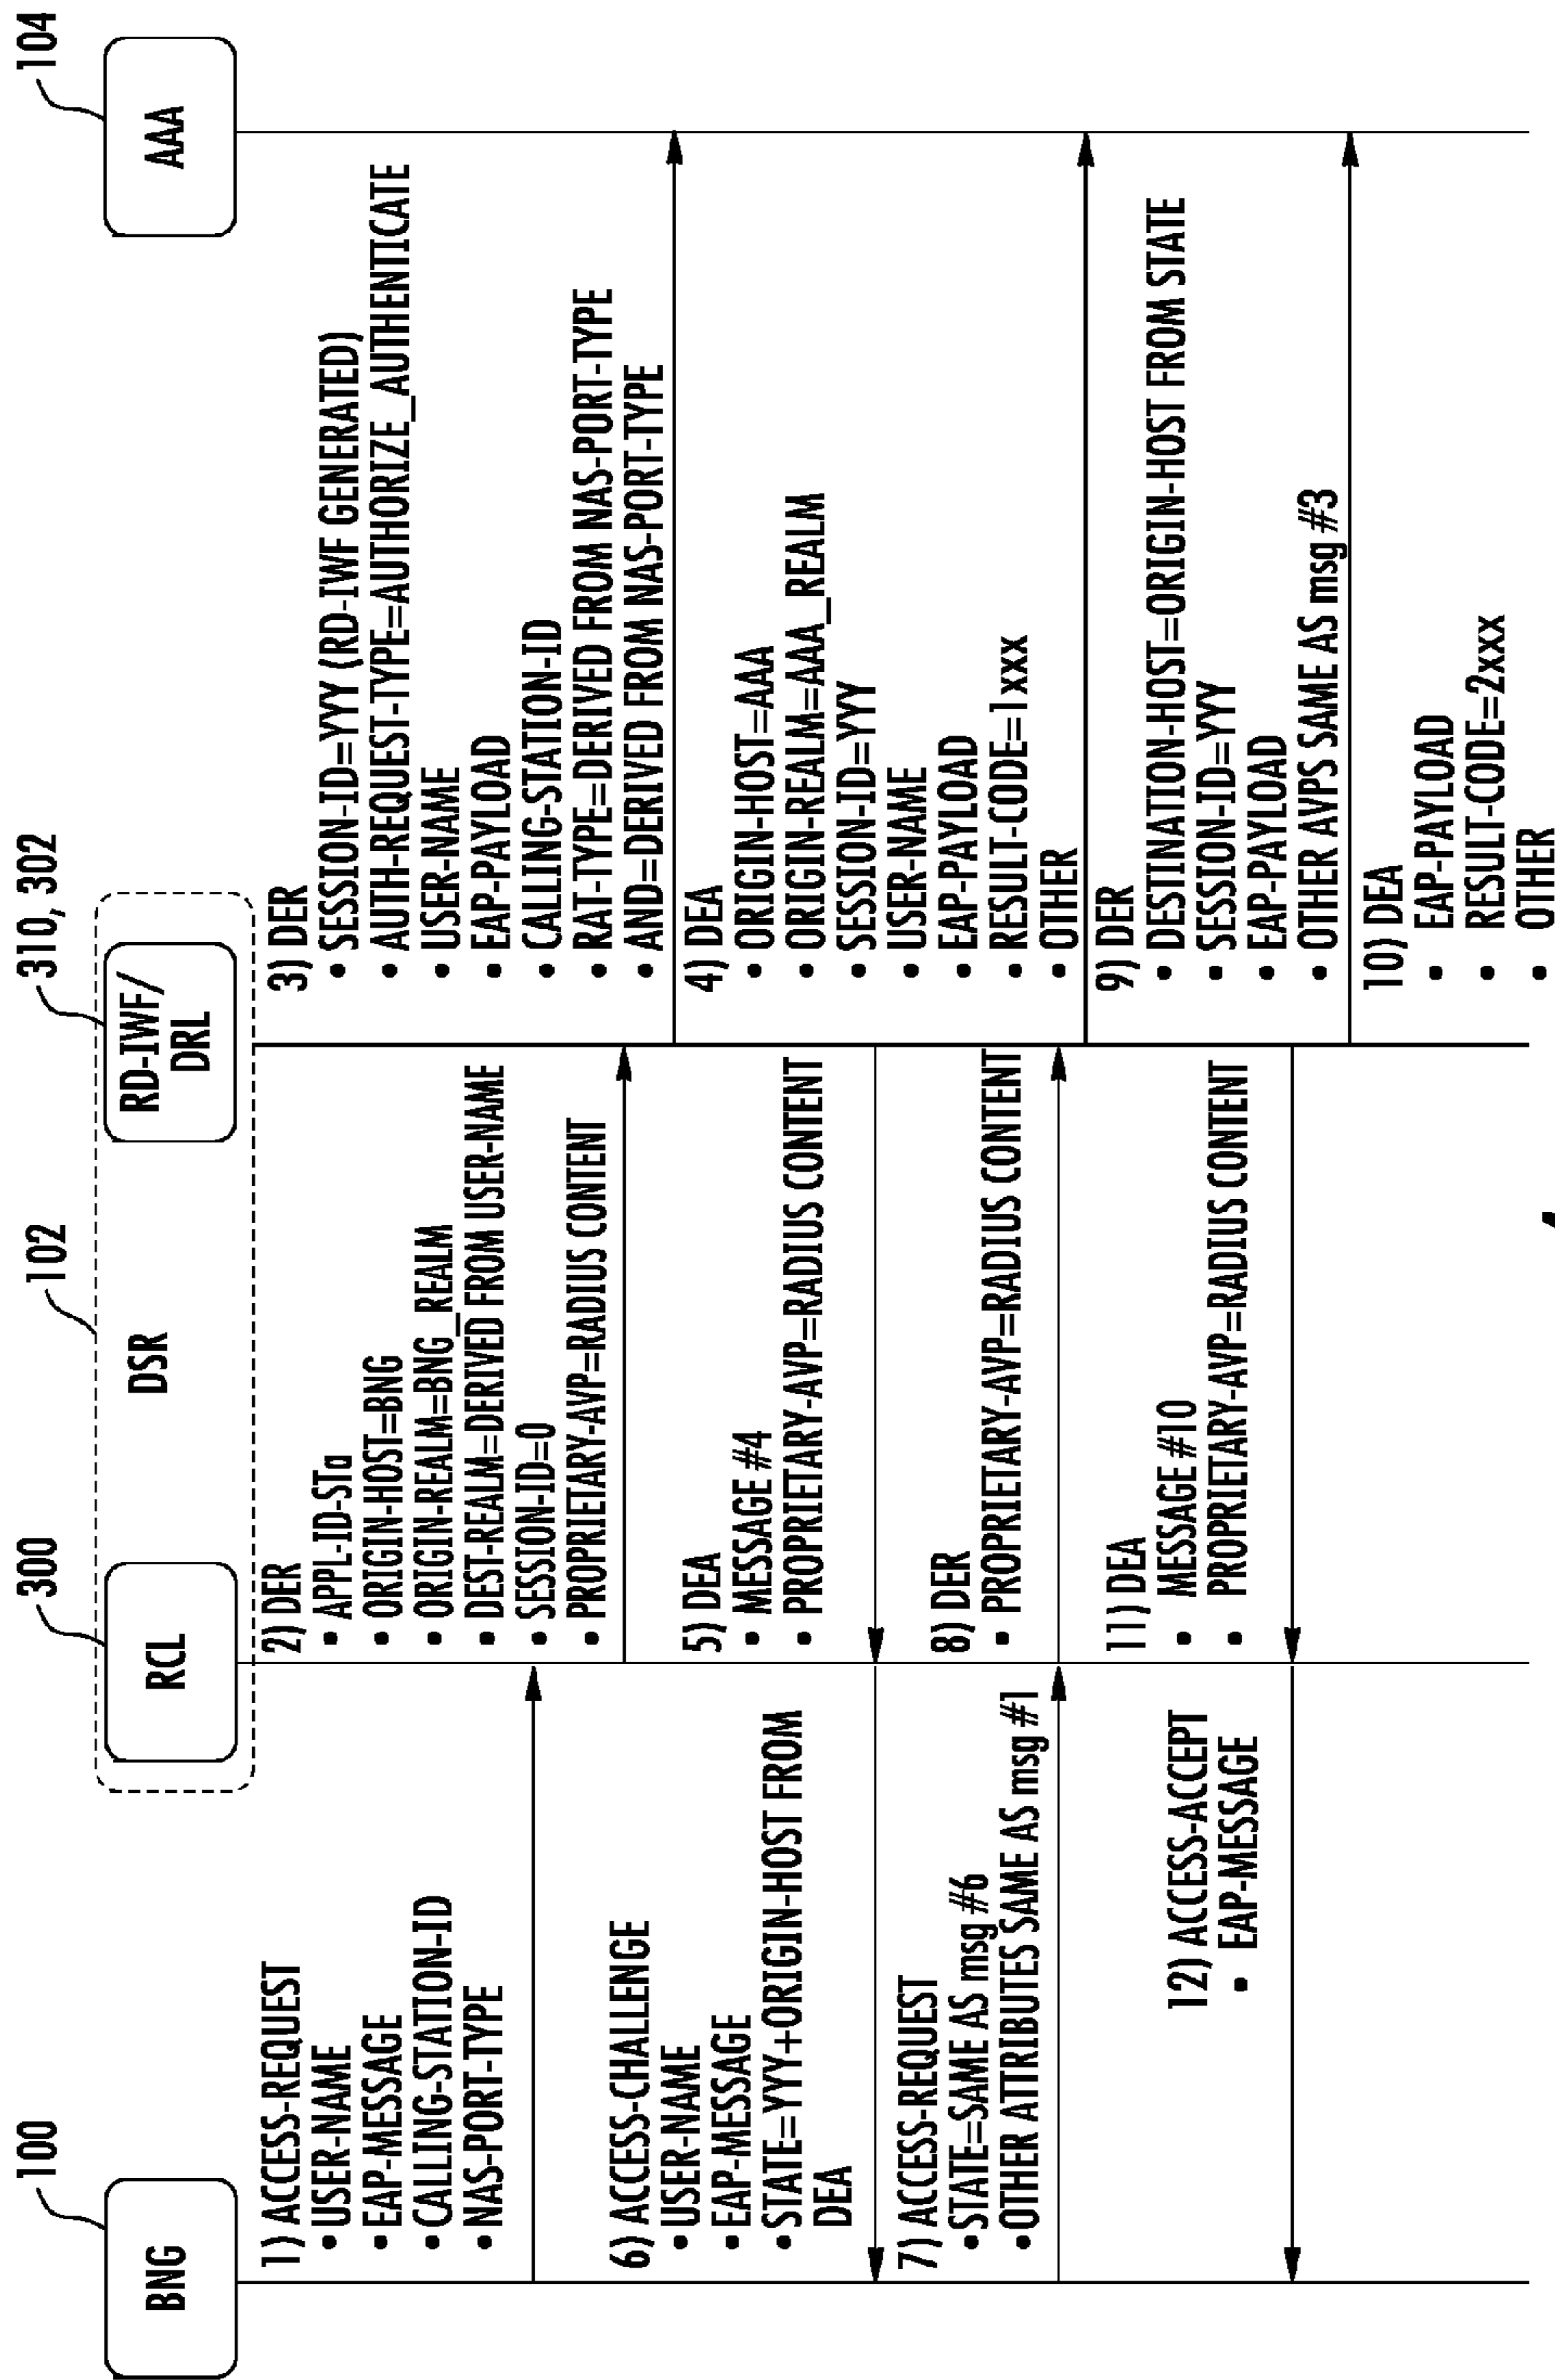 100
BNG
300
RCL
102
DSR
310, 302
RD-IWF/
DRL
104
AAA
1) ACCESS-REQUEST
• USER-NAME
• EAP-MESSAGE
• CALLING-STATION-ID
• NAS-PORT-TYPE
2) DER
• APPL-ID-STa
• ORIGIN-HOST=BNG
• ORIGIN-REALM=BNG_REALM
• DEST-REALM=DERIVED FROM USER-NAME
• SESSION-ID=0
• PROPRIETARY-AVP=RADIUS CONTENT
3) DER
• SESSION-ID=YYY (RD-IWF GENERATED)
• AUTH-REQUEST-TYPE=AUTHORIZE_AUTHENTICATE
• USER-NAME
• EAP-PAYLOAD
• CALLING-STATION-ID
• RAT-TYPE=DERIVED FROM NAS-PORT-TYPE
• AND=DERIVED FROM NAS-PORT-TYPE
4) DEA
• ORIGIN-HOST=AAA
• ORIGIN-REALM=AAA_REALM
• SESSION-ID=YYY
• USER-NAME
• EAP-PAYLOAD
• RESULT-CODE=1xxx
• OTHER
5) DEA
• MESSAGE #4
• PROPRIETARY-AVP=RADIUS CONTENT
6) ACCESS-CHALLENGE
• USER-NAME
• EAP-MESSAGE
• STATE=YYY+ORIGIN-HOST FROM
DEA
7) ACCESS-REQUEST
• STATE=SAME AS msg #6
• OTHER ATTRIBUTES SAME AS msg #1
8) DER
• PROPRIETARY-AVP=RADIUS CONTENT
9) DER
• DESTINATION-HOST=ORIGIN-HOST FROM STATE
• SESSION-ID=YYY
• EAP-PAYLOAD
• OTHER AVPS SAME AS msg #3
10) DEA
• EAP-PAYLOAD
• RESULT-CODE=2xxx
• OTHER
11) DEA
• MESSAGE #10
• PROPRIETARY-AVP=RADIUS CONTENT
12) ACCESS-ACCEPT
• EAP-MESSAGE